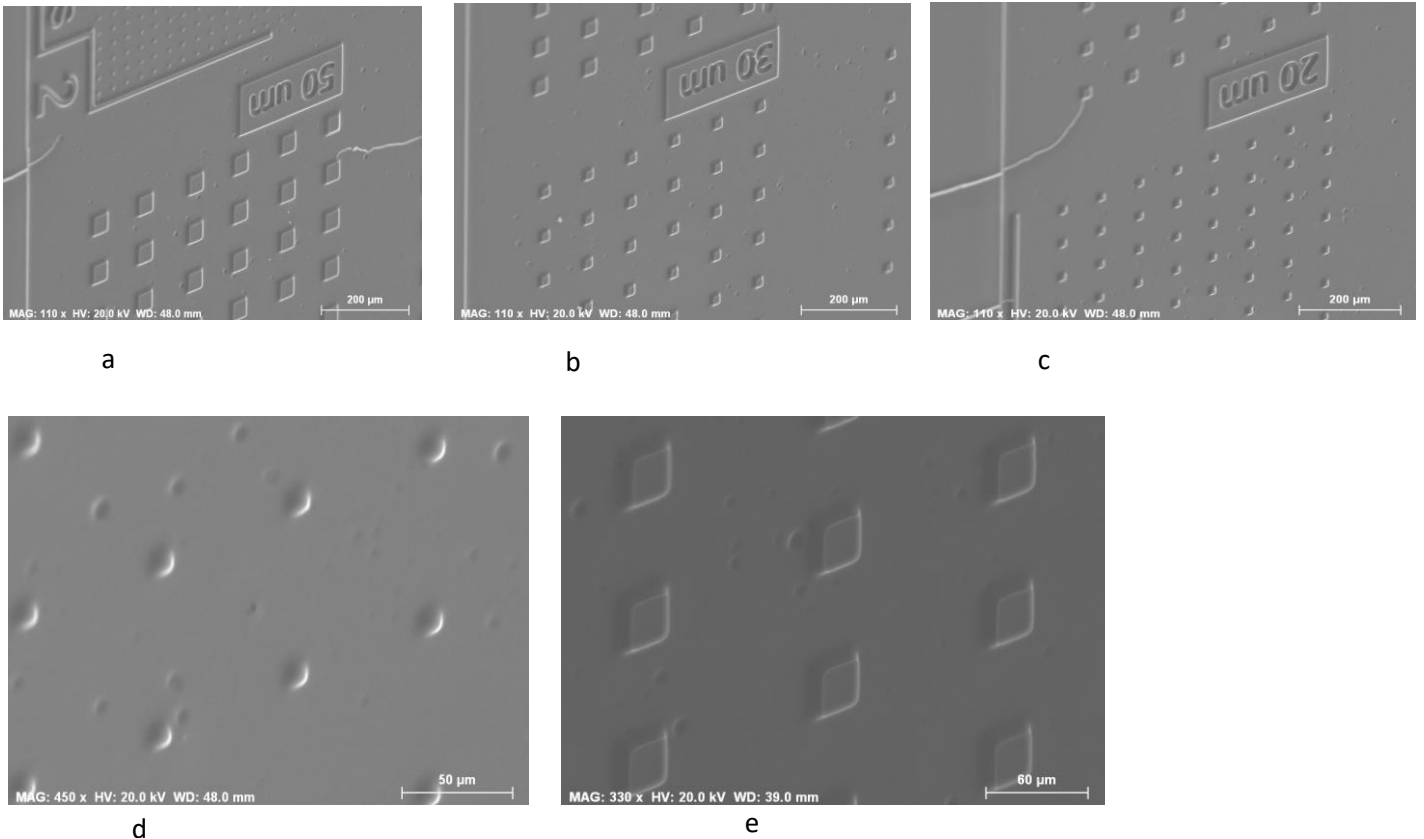 2
50 um
200 µm
MAG: 110 x HV: 20.0 kV WD: 48.0 mm
a
30 um
200 µm
MAG: 110 x HV: 20.0 kV WD: 48.0 mm
b
20 um
200 µm
MAG: 110 x HV: 20.0 kV WD: 48.0 mm
c
50 µm
MAG: 450 x HV: 20.0 kV WD: 48.0 mm
d
60 µm
MAG: 330 x HV: 20.0 kV WD: 39.0 mm
e